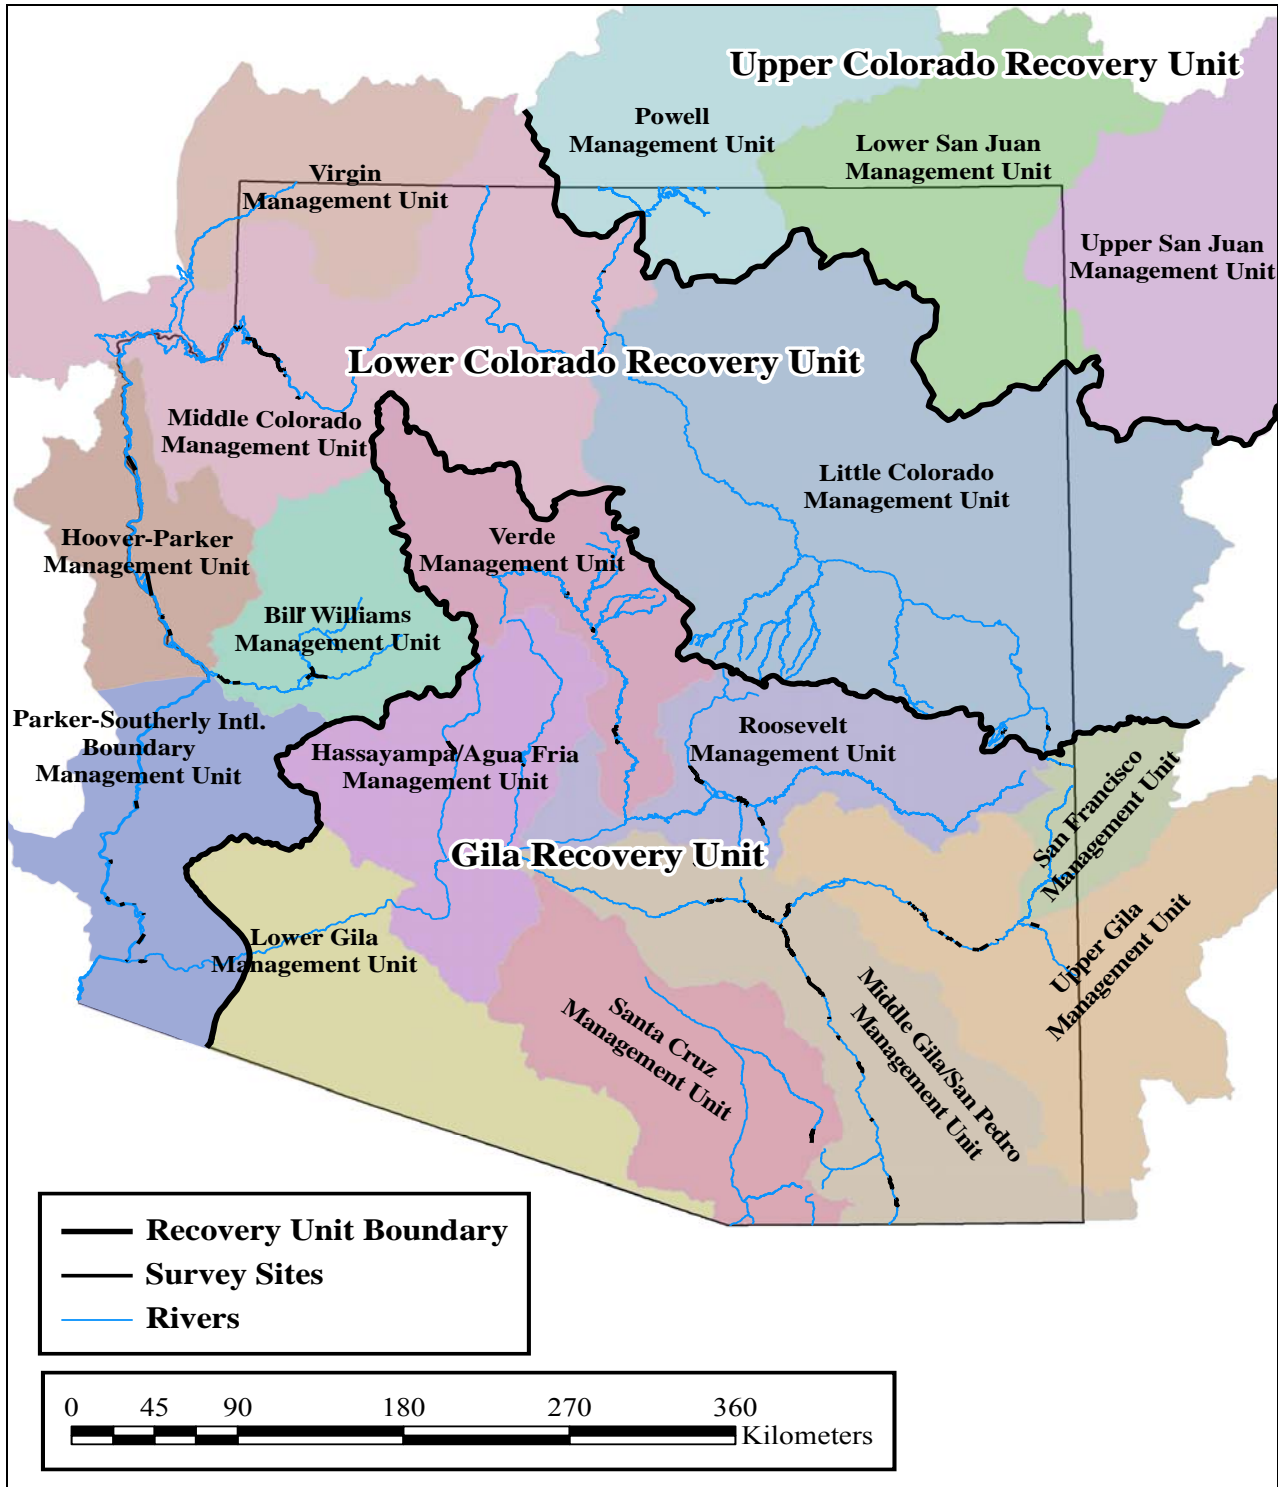 Upper Colorado Recovery Unit
Powell
Management Unit
Lower San Juan
Management Unit
Virgin
Management Unit
Upper San Juan
Management Unit
Lower Colorado Recovery Unit
Middle Colorado
Management Unit
Little Colorado
Management Unit
Hoover-Parker
Management Unit
Verde
Management Unit
Bill Williams
Management Unit
Parker-Southerly Intl.
Boundary
Management Unit
Hassayampa/Agua Fria
Management Unit
Roosevelt
Management Unit
San Francisco
Management Unit
Gila Recovery Unit
Lower Gila
Management Unit
Upper Gila
Management Unit
Santa Cruz
Management Unit
Middle Gila/San Pedro
Management Unit
Recovery Unit Boundary
Survey Sites
Rivers
0 45 90 180 270 360
Kilometers